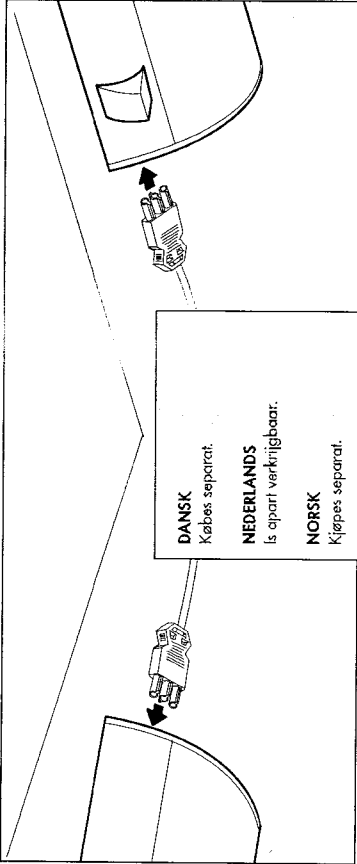 DANSK
Købes separat.
NEDERLANDS
Is apart verkrijgbaar.
NORSK
Kjøpes separat.